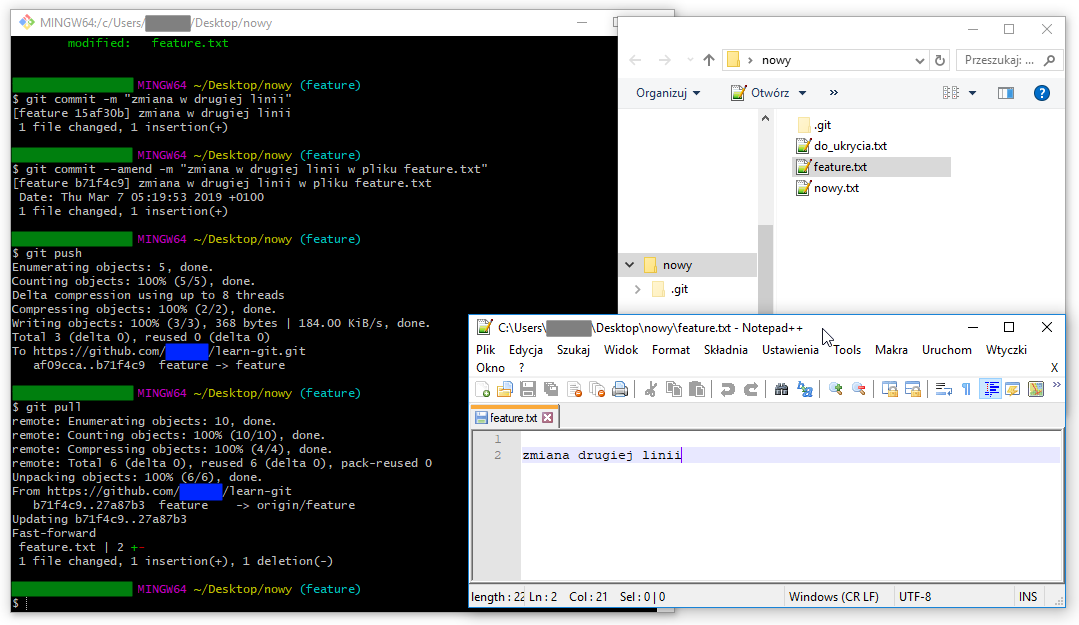 MINGW64:/c/Users/ /Desktop/nowy
modified: feature.txt
MINGW64 ~/Desktop/nowy (feature)
$ git commit -m "zmiana w drugiej linii"
[feature 15af30b] zmiana w drugiej linii
1 file changed, 1 insertion(+)
MINGW64 ~/Desktop/nowy (feature)
$ git commit --amend -m "zmiana w drugiej linii w pliku feature.txt"
[feature b71f4c9] zmiana w drugiej linii w pliku feature.txt
Date: Thu Mar 7 05:19:53 2019 +0100
1 file changed, 1 insertion(+)
MINGW64 ~/Desktop/nowy (feature)
$ git push
Enumerating objects: 5, done.
Counting objects: 100% (5/5), done.
Delta compression using up to 8 threads
Compressing objects: 100% (2/2), done.
Writing objects: 100% (3/3), 368 bytes | 184.00 KiB/s, done.
Total 3 (delta 0), reused 0 (delta 0)
To https://github.com/ /learn-git.git
af09cca..b71f4c9 feature -> feature
MINGW64 ~/Desktop/nowy (feature)
$ git pull
remote: Enumerating objects: 10, done.
remote: Counting objects: 100% (10/10), done.
remote: Compressing objects: 100% (4/4), done.
remote: Total 6 (delta 0), reused 6 (delta 0), pack-reused 0
Unpacking objects: 100% (6/6), done.
From https://github.com/ /learn-git
b71f4c9..27a87b3 feature -> origin/feature
Updating b71f4c9..27a87b3
Fast-forward
feature.txt | 2 +-
1 file changed, 1 insertion(+), 1 deletion(-)
MINGW64 ~/Desktop/nowy (feature)
$
nowy
Przeszukaj: ...
Organizuj
Otwórz
»
?
.git
do_ukrycia.txt
feature.txt
nowy.txt
nowy
.git
C:\Users\ \Desktop\nowy\feature.txt - Notepad++
Plik Edycja Szukaj Widok Format Składnia Ustawienia Tools Makra Uruchom Wtyczki
Okno ? X
feature.txt
1
2 zmiana drugiej linii
length : 22 Ln : 2 Col : 21 Sel : 0 | 0 Windows (CR LF) UTF-8 INS